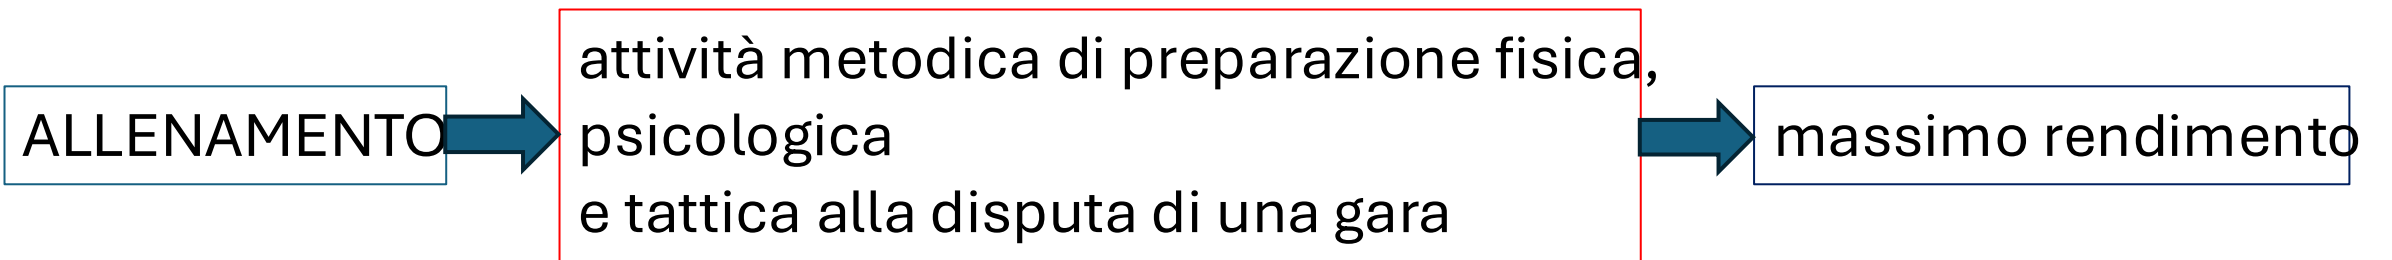 ALLENAMENTO
attività metodica di preparazione fisica,
psicologica
e tattica alla disputa di una gara
massimo rendimento